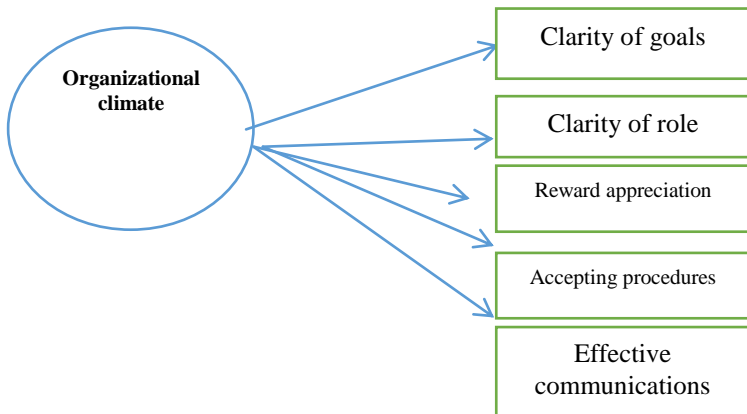 Organizational
climate
Clarity of goals
Clarity of role
Reward appreciation
Accepting procedures
Effective
communications